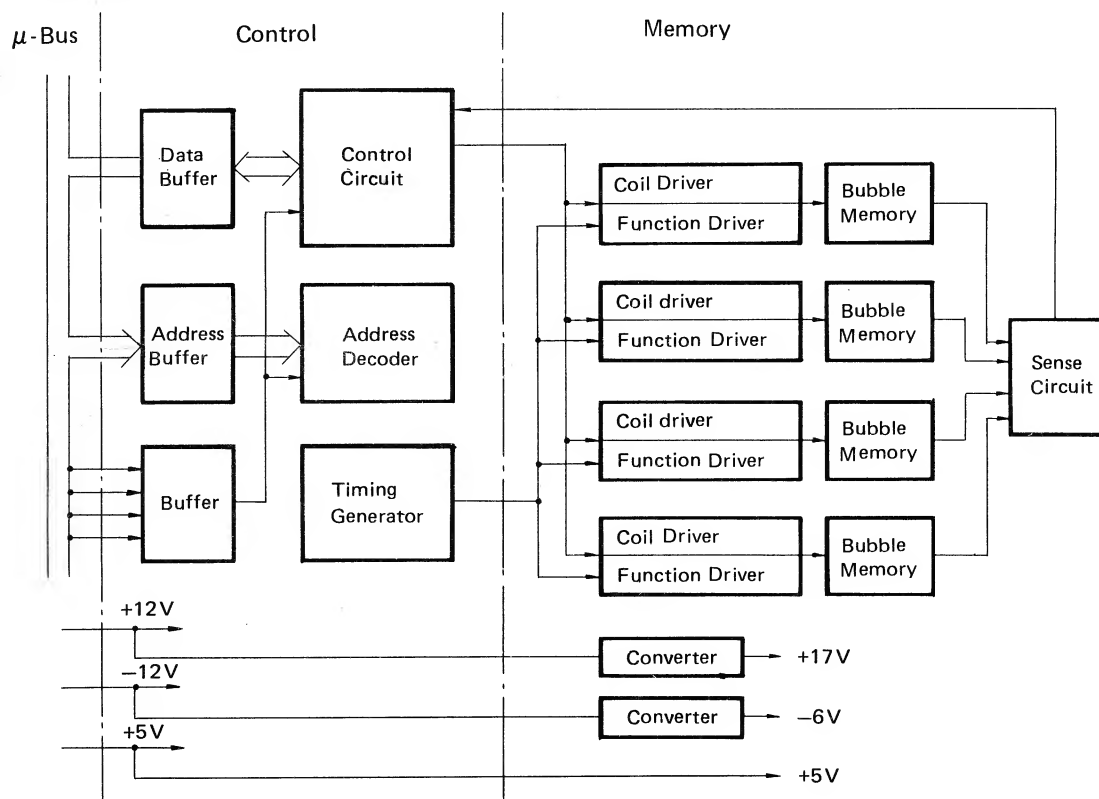 μ-Bus
Control
Memory
Data
Buffer
Control
Circuit
Address
Buffer
Address
Decoder
Buffer
Timing
Generator
Coil Driver
Function Driver
Bubble
Memory
Coil driver
Function Driver
Bubble
Memory
Coil driver
Function Driver
Bubble
Memory
Coil Driver
Function Driver
Bubble
Memory
Sense
Circuit
+12V
Converter
+17V
−12V
Converter
−6V
+5V
+5V